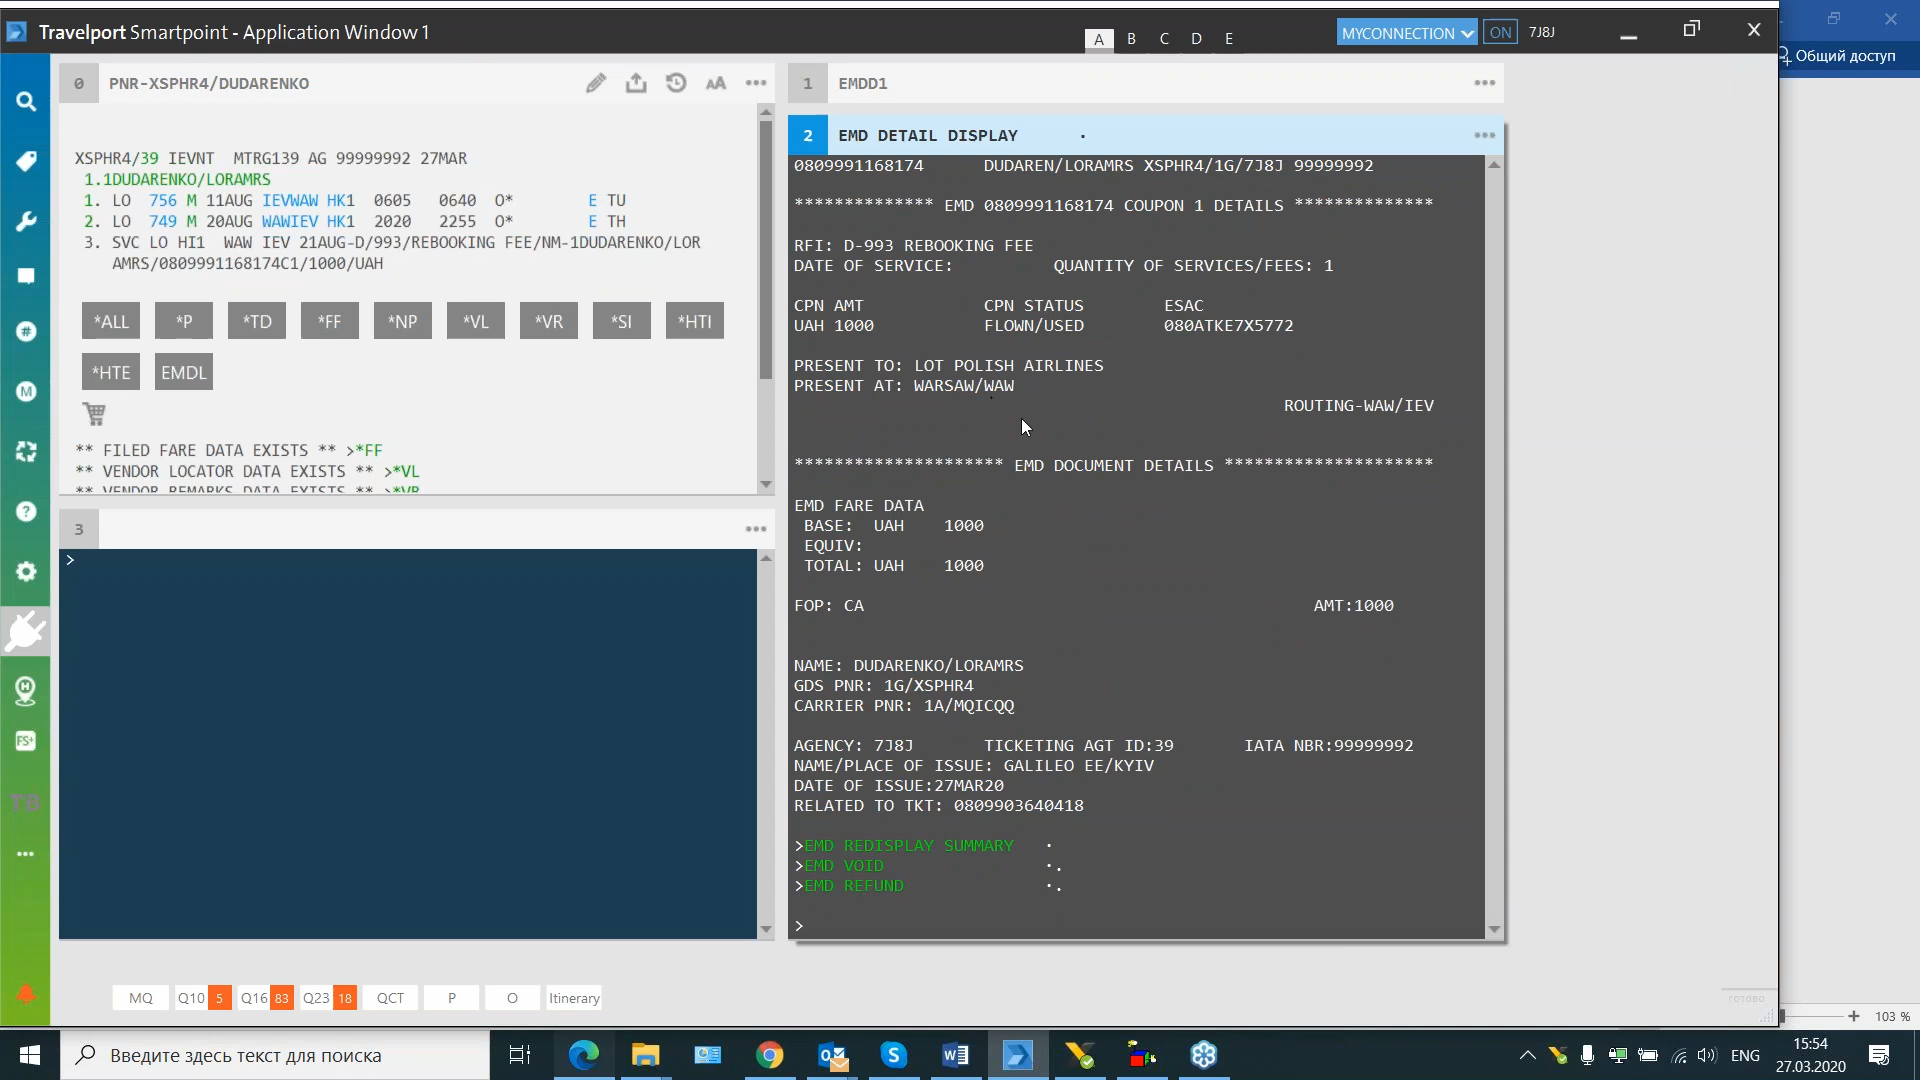 Travelport Smartpoint - Application Window 1
A B C D E
MYCONNECTION ON 7J8J
Общий доступ
0 PNR-XSPHR4/DUDARENKO AA
XSPHR4/39 IEVNT MTRG139 AG 99999992 27MAR
1.1DUDARENKO/LORAMRS
1. LO 756 M 11AUG IEVWAW HK1 0605 0640 O* E TU
2. LO 749 M 20AUG WAWIEV HK1 2020 2255 O* E TH
3. SVC LO HI1 WAW IEV 21AUG-D/993/REBOOKING FEE/NM-1DUDARENKO/LOR
AMRS/0809991168174C1/1000/UAH
*ALL *P *TD *FF *NP *VL *VR *SI *HTI
*HTE EMDL
** FILED FARE DATA EXISTS ** >*FF
** VENDOR LOCATOR DATA EXISTS ** >*VL
** VENDOR REMARKS DATA EXISTS ** >*VR
3
>
1 EMDD1
2 EMD DETAIL DISPLAY ·
0809991168174 DUDAREN/LORAMRS XSPHR4/1G/7J8J 99999992
************** EMD 0809991168174 COUPON 1 DETAILS **************
RFI: D-993 REBOOKING FEE
DATE OF SERVICE: QUANTITY OF SERVICES/FEES: 1
CPN AMT CPN STATUS ESAC
UAH 1000 FLOWN/USED 080ATKE7X5772
PRESENT TO: LOT POLISH AIRLINES
PRESENT AT: WARSAW/WAW
ROUTING-WAW/IEV
********************* EMD DOCUMENT DETAILS *********************
EMD FARE DATA
BASE: UAH 1000
EQUIV:
TOTAL: UAH 1000
FOP: CA AMT:1000
NAME: DUDARENKO/LORAMRS
GDS PNR: 1G/XSPHR4
CARRIER PNR: 1A/MQICQQ
AGENCY: 7J8J TICKETING AGT ID:39 IATA NBR:99999992
NAME/PLACE OF ISSUE: GALILEO EE/KYIV
DATE OF ISSUE:27MAR20
RELATED TO TKT: 0809903640418
>EMD REDISPLAY SUMMARY ·
>EMD VOID ·.
>EMD REFUND ·.
>
MQ Q10 5 Q16 83 Q23 18 QCT P O Itinerary
готово
103 %
Введите здесь текст для поиска
ENG
15:54
27.03.2020
FS+
TB